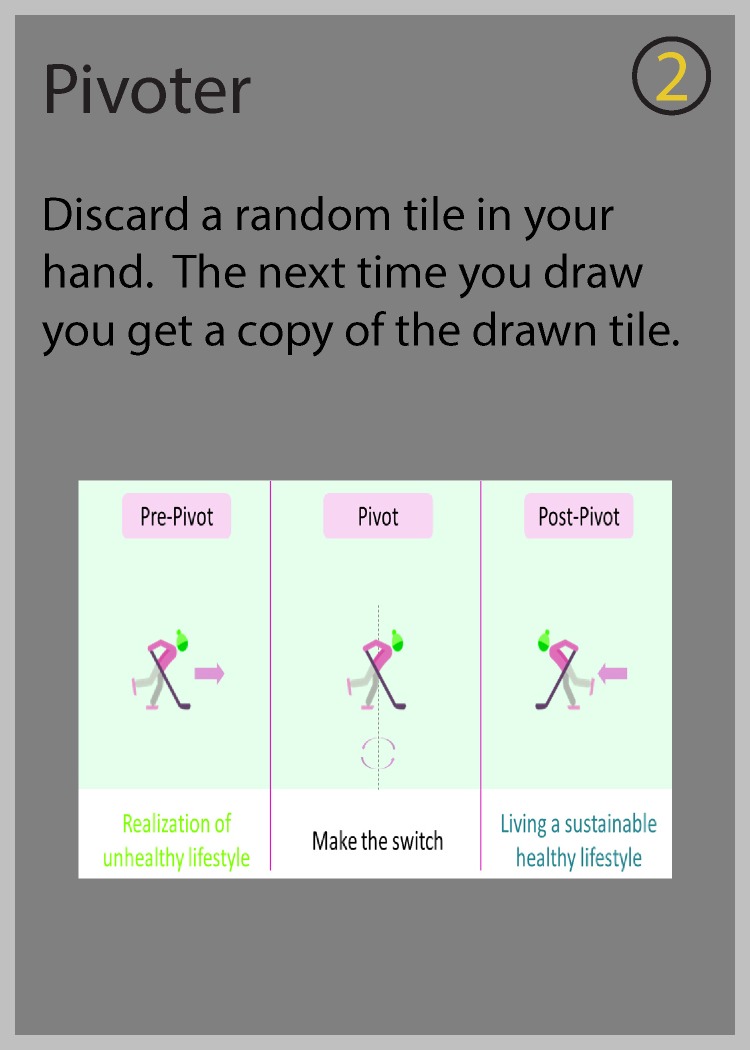 Pivoter
2
Discard a random tile in your
hand.  The next time you draw
you get a copy of the drawn tile.
Pre-Pivot
Pivot
Post-Pivot
Realization of
unhealthy lifestyle
Make the switch
Living a sustainable
healthy lifestyle